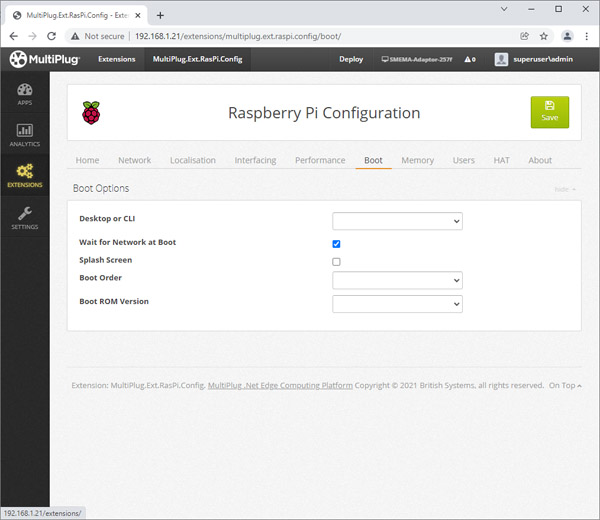 MultiPlug.Ext.RasPi.Config - Exten
Not secure | 192.168.1.21/extensions/multiplug.ext.raspi.config/boot/
MultiPlug Extensions MultiPlug.Ext.RasPi.Config Deploy SMEMA-Adaptor-257f 0 superuser\admin
APPS
ANALYTICS
EXTENSIONS
SETTINGS
Raspberry Pi Configuration
Save
Home Network Localisation Interfacing Performance Boot Memory Users HAT About
Boot Options
hide
Desktop or CLI
Wait for Network at Boot
Splash Screen
Boot Order
Boot ROM Version
Extension: MultiPlug.Ext.RasPi.Config. MultiPlug .Net Edge Computing Platform Copyright © 2021 British Systems, all rights reserved. On Top
192.168.1.21/extensions/